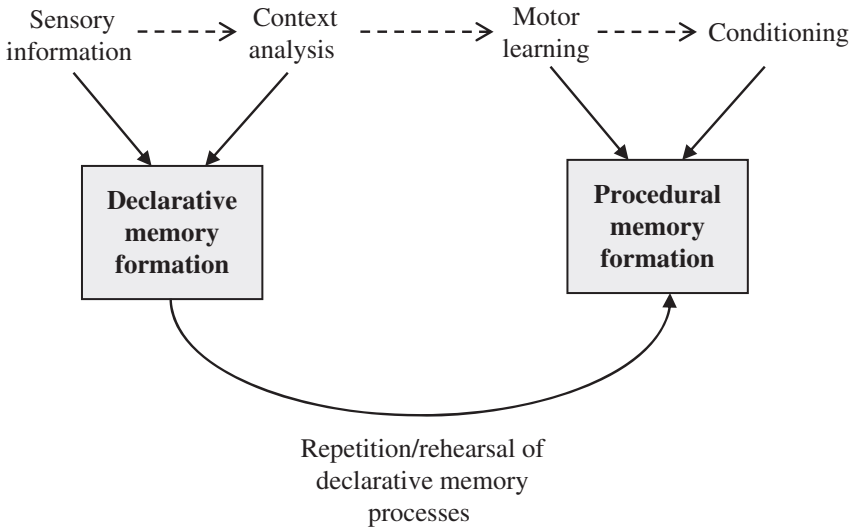 Sensory
information
Context
analysis
Motor
learning
Conditioning
Declarative
memory
formation
Procedural
memory
formation
Repetition/rehearsal of
declarative memory
processes